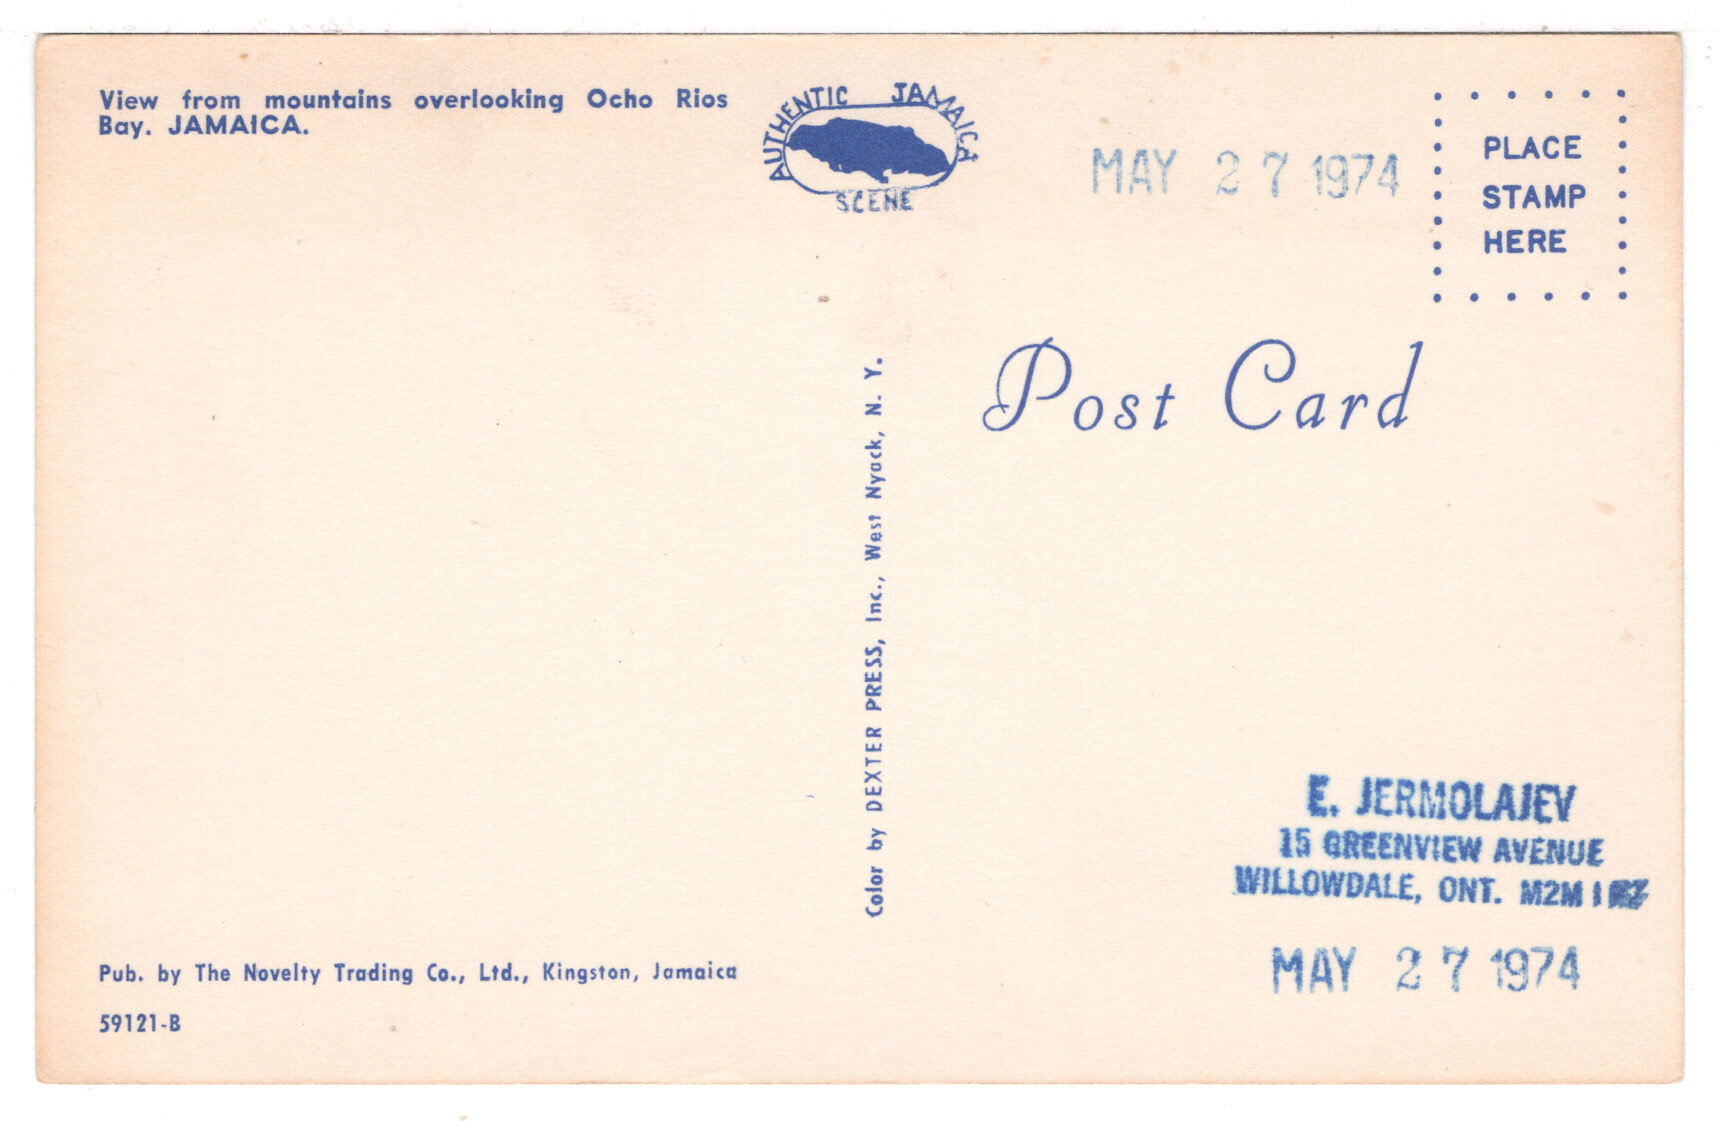 View from mountains overlooking Ocho Rios
Bay. JAMAICA.
AUTHENTIC JAMAICA
SCENE
MAY 27 1974
PLACE
STAMP
HERE
Post Card
Color by DEXTER PRESS, Inc., West Nyack, N. Y.
E. JERMOLAJEV
15 GREENVIEW AVENUE
WILLOWDALE, ONT. M2M
MAY 27 1974
Pub. by The Novelty Trading Co., Ltd., Kingston, Jamaica
59121-B